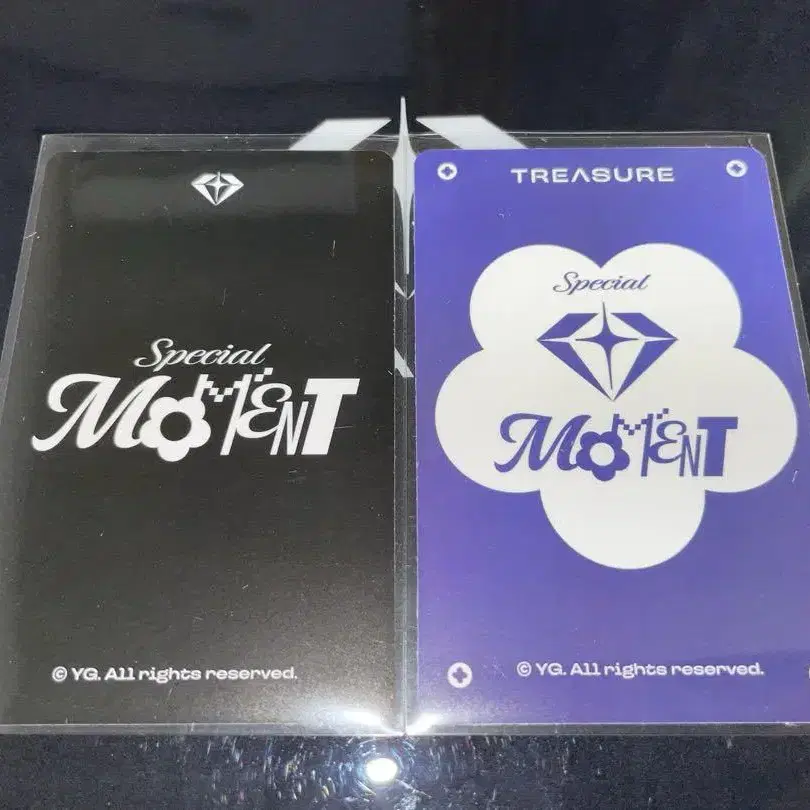 Special
MOMENT
© YG. All rights reserved.
TREASURE
Special
MOMENT
© YG. All rights reserved.